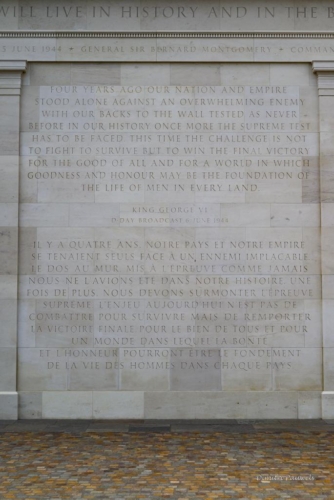 WILL LIVE IN HISTORY AND IN THE
JUNE 1944 • GENERAL SIR BERNARD MONTGOMERY •
FOUR YEARS AGO OUR NATION AND EMPIRE
STOOD ALONE AGAINST AN OVERWHELMING ENEMY
WITH OUR BACKS TO THE WALL TESTED AS NEVER
BEFORE IN OUR HISTORY ONCE MORE THE SUPREME TEST
HAS TO BE FACED THIS TIME THE CHALLENGE IS NOT
TO FIGHT TO SURVIVE BUT TO WIN THE FINAL VICTORY
FOR THE GOOD OF ALL AND FOR A WORLD IN WHICH
GOODNESS AND HONOUR MAY BE THE FOUNDATION OF
THE LIFE OF MEN IN EVERY LAND
KING GEORGE VI
D-DAY BROADCAST 6 JUNE 1944
IL Y A QUATRE ANS, NOTRE PAYS ET NOTRE EMPIRE
SE TENAIENT SEULS FACE À UN ENNEMI IMPLACABLE
LE DOS AU MUR, MIS À L'ÉPREUVE COMME JAMAIS
NOUS NE L'AVIONS ÉTÉ DANS NOTRE HISTOIRE. UNE
FOIS DE PLUS, NOUS DEVONS SURMONTER L'ÉPREUVE
SUPRÊME. L'ENJEU AUJOURD'HUI N'EST PAS DE
COMBATTRE POUR SURVIVRE MAIS DE REMPORTER
LA VICTOIRE FINALE POUR LE BIEN DE TOUS ET POUR
UN MONDE DANS LEQUEL LA BONTÉ
ET L'HONNEUR POURRONT ÊTRE LE FONDEMENT
DE LA VIE DES HOMMES DANS CHAQUE PAYS